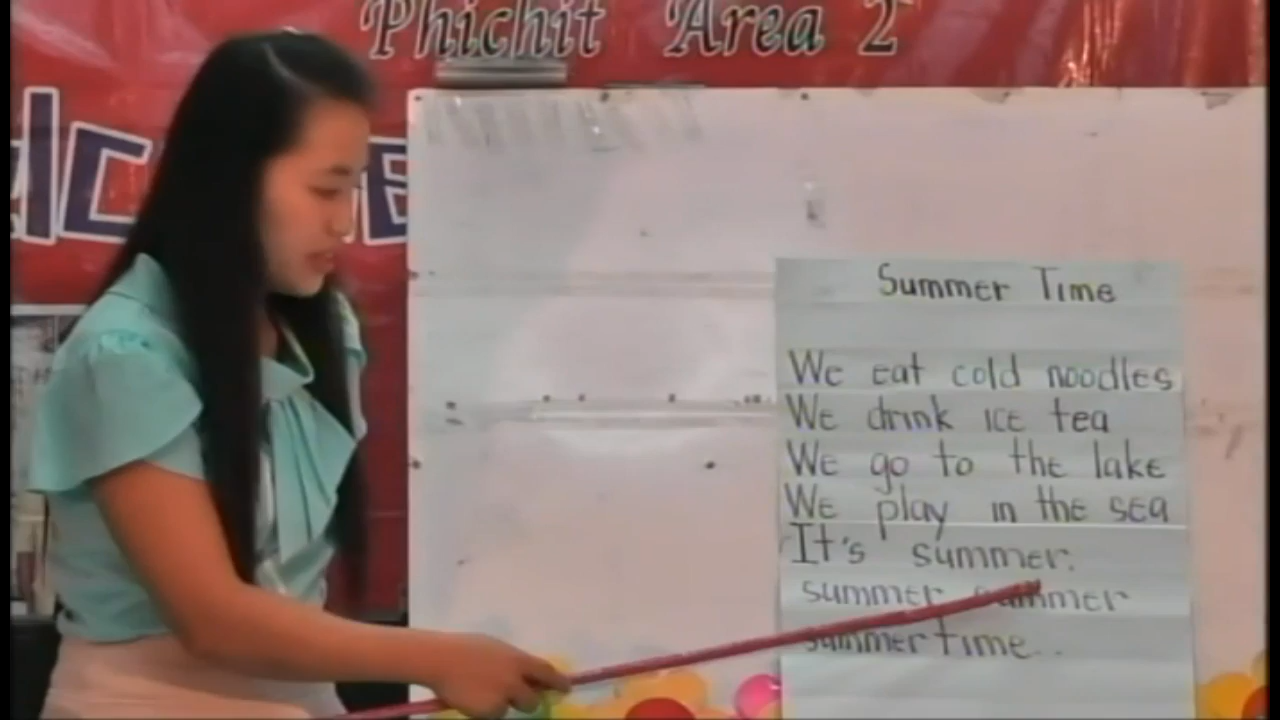 Phichit Area 2
Summer Time
We eat cold noodles
We drink ice tea
We go to the lake
We play in the sea
It's summer.
summer summer
summer time..